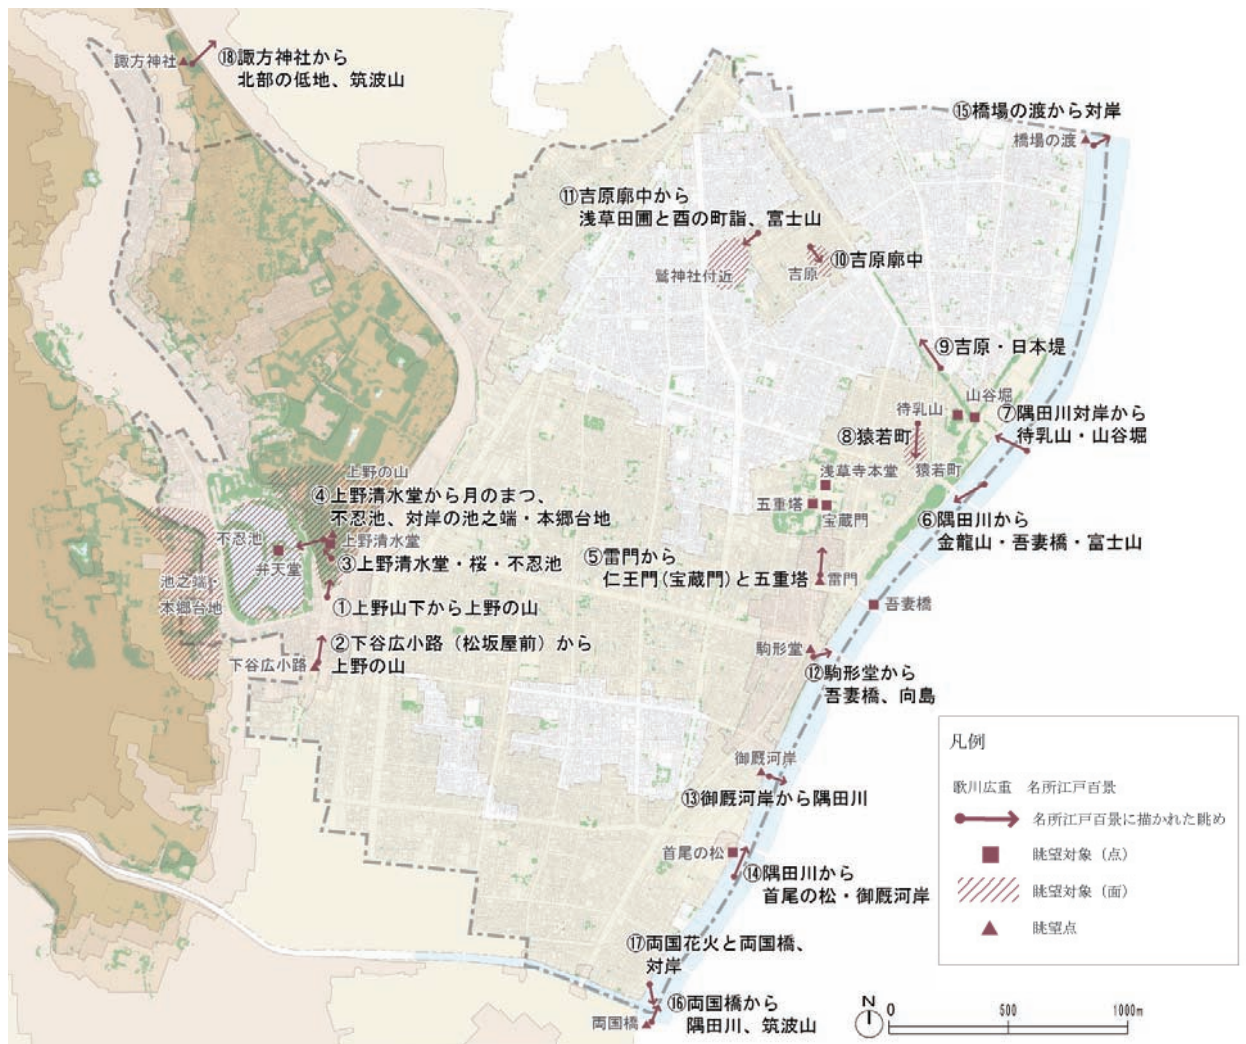 諏方神社
⑱諏方神社から
北部の低地、筑波山
⑮橋場の渡から対岸
橋場の渡
⑪吉原廓中から
浅草田圃と酉の町詣、富士山
鷲神社付近
吉原
⑩吉原廓中
⑨吉原・日本堤
山谷堀
待乳山
⑦隅田川対岸から
待乳山・山谷堀
⑧猿若町
猿若町
浅草寺本堂
五重塔
宝蔵門
⑥隅田川から
金龍山・吾妻橋・富士山
上野の山
④上野清水堂から月のまつ、
不忍池、対岸の池之端・本郷台地
不忍池
上野清水堂
弁天堂
③上野清水堂・桜・不忍池
池之端・
本郷台地
⑤雷門から
仁王門(宝蔵門)と五重塔
雷門
①上野山下から上野の山
吾妻橋
②下谷広小路（松坂屋前）から
上野の山
下谷広小路
駒形堂
⑫駒形堂から
吾妻橋、向島
御厩河岸
⑬御厩河岸から隅田川
首尾の松
⑭隅田川から
首尾の松・御厩河岸
⑰両国花火と両国橋、
対岸
⑯両国橋から
隅田川、筑波山
両国橋
凡例
歌川広重　名所江戸百景
名所江戸百景に描かれた眺め
眺望対象（点）
眺望対象（面）
眺望点
N
0
500
1000m